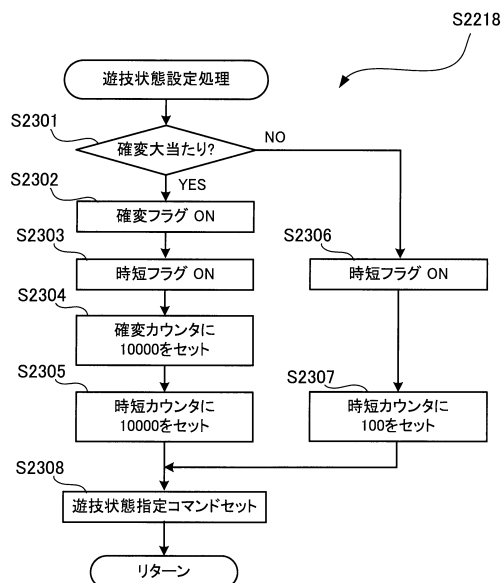 S2218
遊技状態設定処理
S2301
確変大当たり?
NO
YES
S2302
確変フラグ ON
S2303
時短フラグ ON
S2304
確変カウンタに
10000をセット
S2305
時短カウンタに
10000をセット
S2306
時短フラグ ON
S2307
時短カウンタに
100をセット
S2308
遊技状態指定コマンドセット
リターン